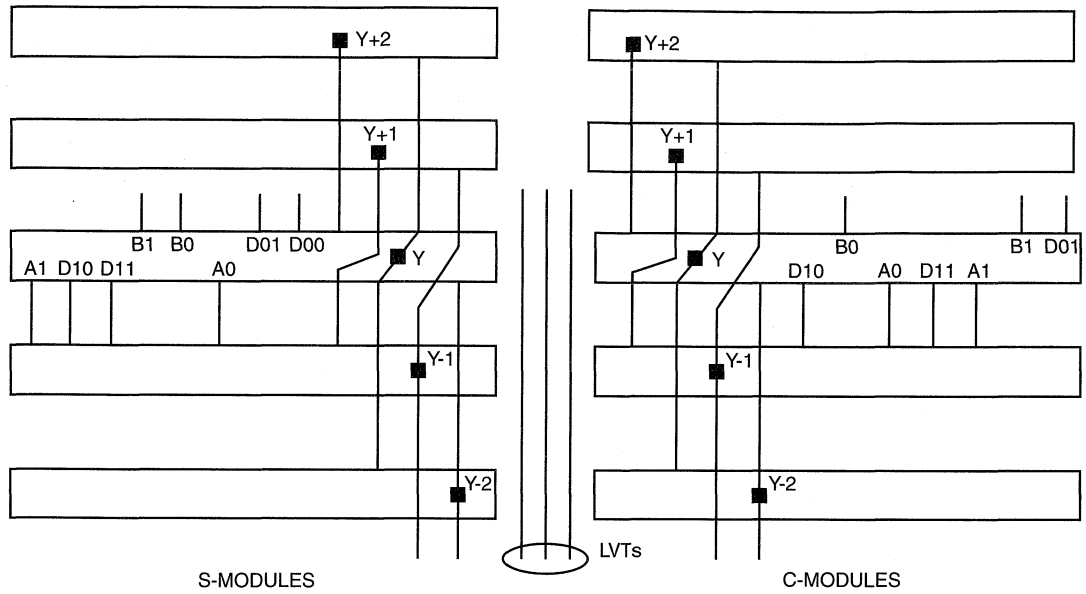 Y+2
Y+2
Y+1
Y+1
B1 B0 D01 D00
B0 B1 D01
Y
Y
A1 D10 D11 A0
D10 A0 D11 A1
Y-1
Y-1
Y-2
Y-2
LVTs
S-MODULES
C-MODULES